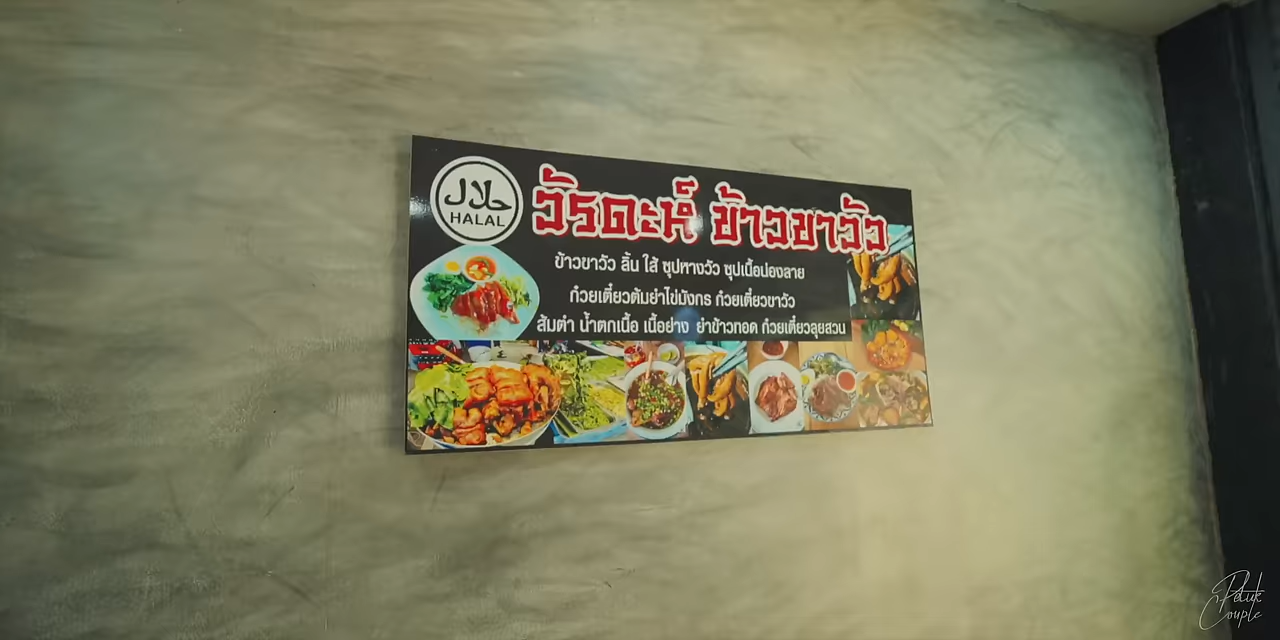 حلال
HALAL
วัรดะห์ ข้าวขาวัว
ข้าวขาวัว ลิ้น ใส้ ซุปหางวัว ซุปเนื้อน่องลาย
ก๋วยเตี๋ยวต้มยำไข่มังกร ก๋วยเตี๋ยวขาวัว
ส้มตำ น้ำตกเนื้อ เนื้อย่าง ยำข้าวทอด ก๋วยเตี๋ยวลุยสวน
Petuk
Couple